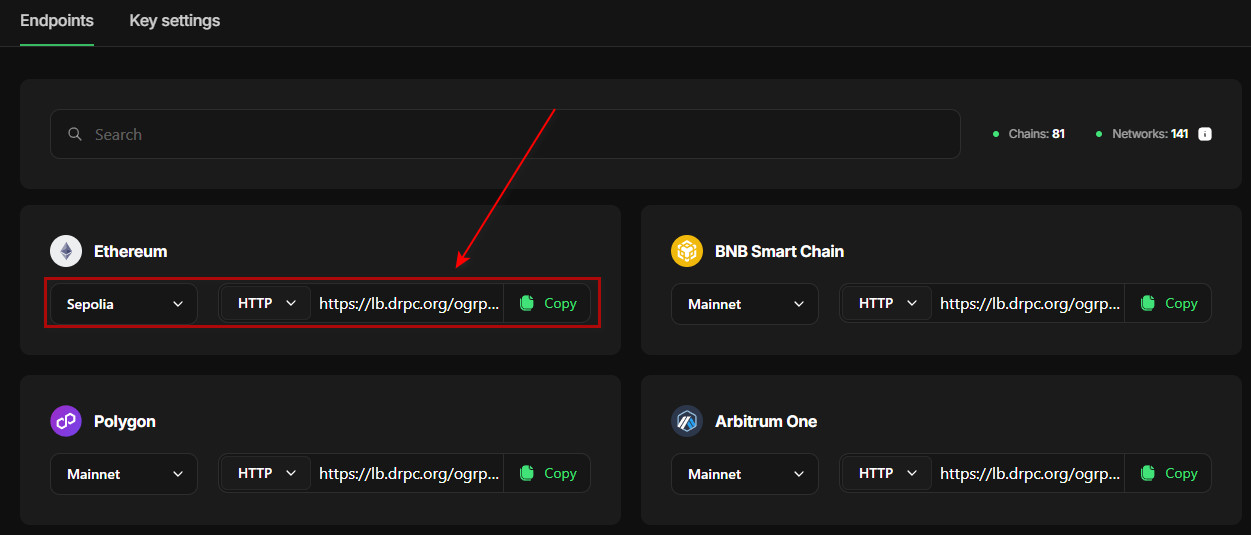 Endpoints Key settings
Search Chains: 81 Networks: 141
Ethereum
Sepolia HTTP https://lb.drpc.org/ogrp... Copy
BNB Smart Chain
Mainnet HTTP https://lb.drpc.org/ogrp... Copy
Polygon
Mainnet HTTP https://lb.drpc.org/ogrp... Copy
Arbitrum One
Mainnet HTTP https://lb.drpc.org/ogrp... Copy